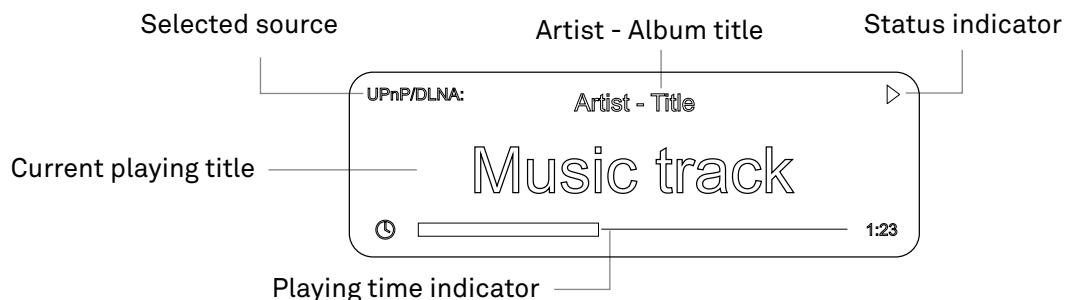 Selected source
Artist - Album title
Status indicator
UPnP/DLNA:
Artist - Title
Current playing title
Music track
1:23
Playing time indicator